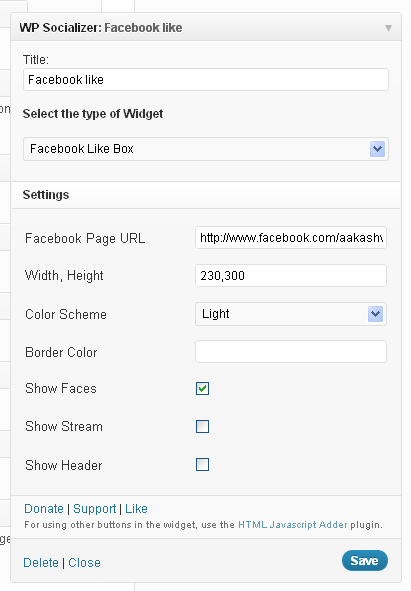 WP Socializer: Facebook like
Title:
Facebook like
Select the type of Widget
Facebook Like Box
Settings
Facebook Page URL http://www.facebook.com/aakashv
Width, Height 230,300
Color Scheme Light
Border Color
Show Faces
Show Stream
Show Header
Donate | Support | Like
For using other buttons in the widget, use the HTML Javascript Adder plugin.
Delete | Close Save